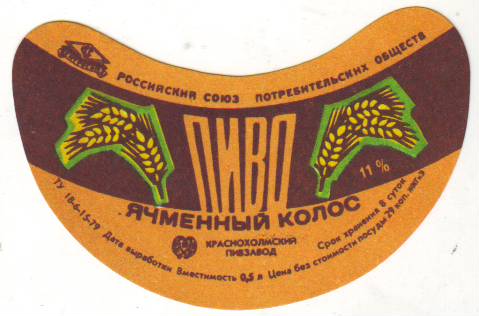 РОССИЙСКИЙ СОЮЗ ПОТРЕБИТЕЛЬСКИХ ОБЩЕСТВ
ПИВО
11 %
ЯЧМЕННЫЙ КОЛОС
КРАСНОХОЛМСКИЙ
ПИВЗАВОД
ТУ 18-6-15-79 Дата выработки Вместимость 0,5 л Цена без стоимости посуды 29 коп. маг.
Срок хранения 8 суток